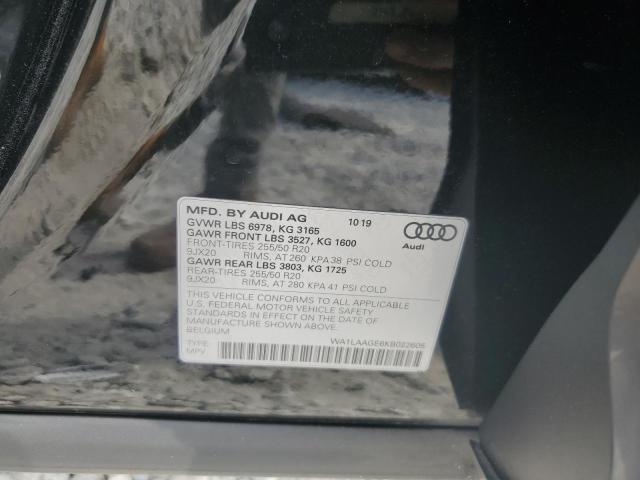 MFD. BY AUDI AG 10 19
GVWR LBS 6978, KG 3165
GAWR FRONT LBS 3527, KG 1600
FRONT-TIRES 255/50 R20
9JX20 RIMS, AT 260 KPA 38 PSI COLD
GAWR REAR LBS 3803, KG 1725
REAR-TIRES 255/50 R20
9JX20 RIMS, AT 280 KPA 41 PSI COLD
Audi
THIS VEHICLE CONFORMS TO ALL APPLICABLE
U.S. FEDERAL MOTOR VEHICLE SAFETY
STANDARDS IN EFFECT ON THE DATE OF
MANUFACTURE SHOWN ABOVE.
BELGIUM
TYPE: WA1LAAGE6KB022605
MPV